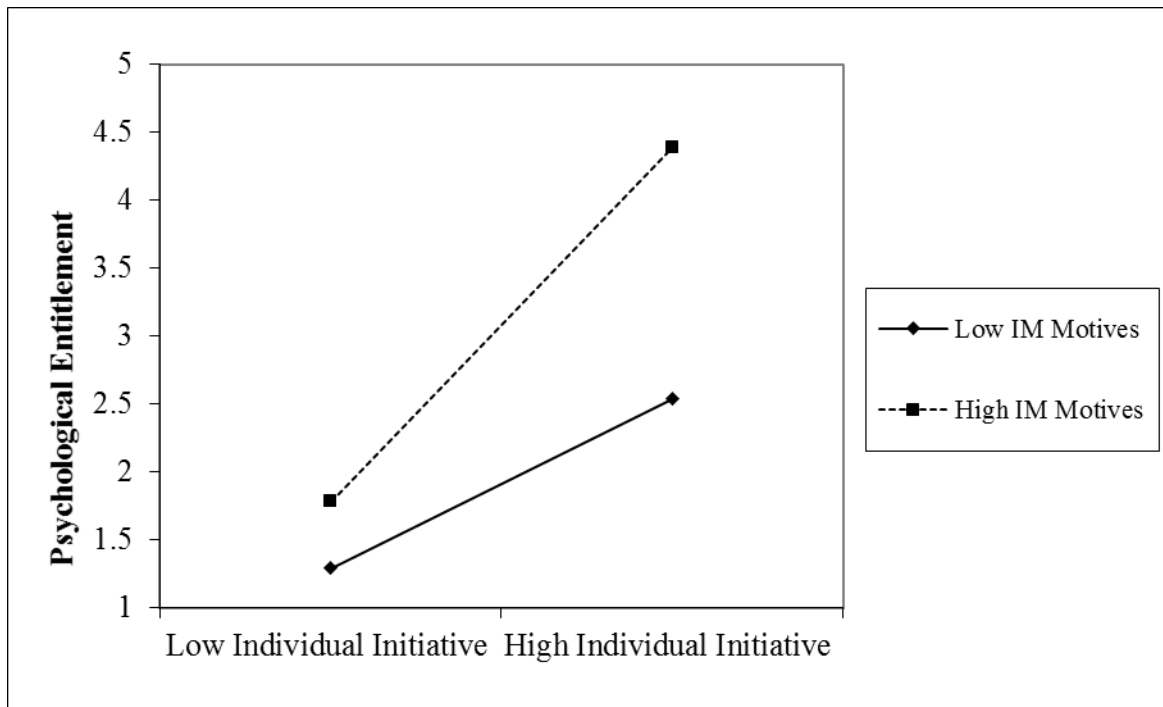 5
4.5
4
3.5
3
2.5
2
1.5
1
Psychological Entitlement
Low Individual Initiative
High Individual Initiative
Low IM Motives
High IM Motives